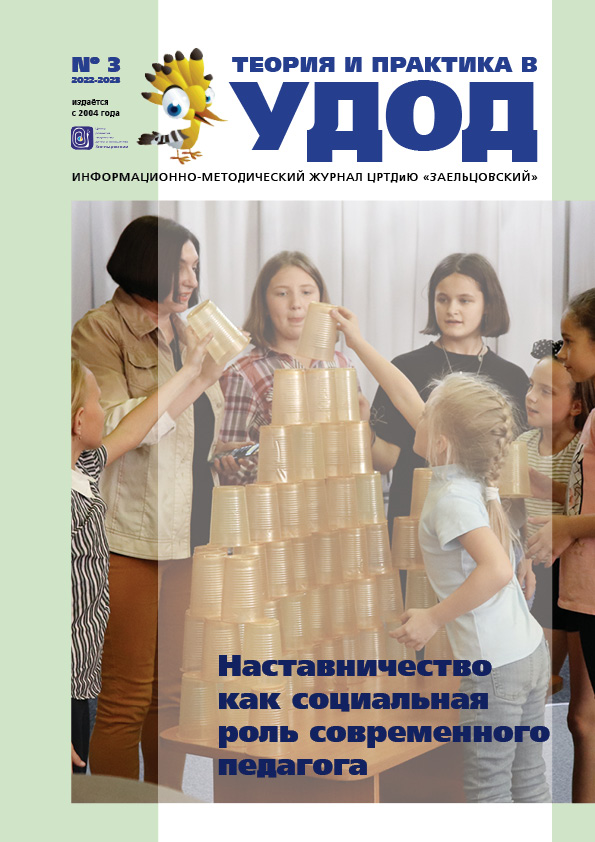 № 3
2022-2023
издаётся
с 2004 года
ТЕОРИЯ И ПРАКТИКА В
УДОД
ИНФОРМАЦИОННО-МЕТОДИЧЕСКИЙ ЖУРНАЛ ЦРТДиЮ «ЗАЕЛЬЦОВСКИЙ»
Наставничество
как социальная
роль современного
педагога